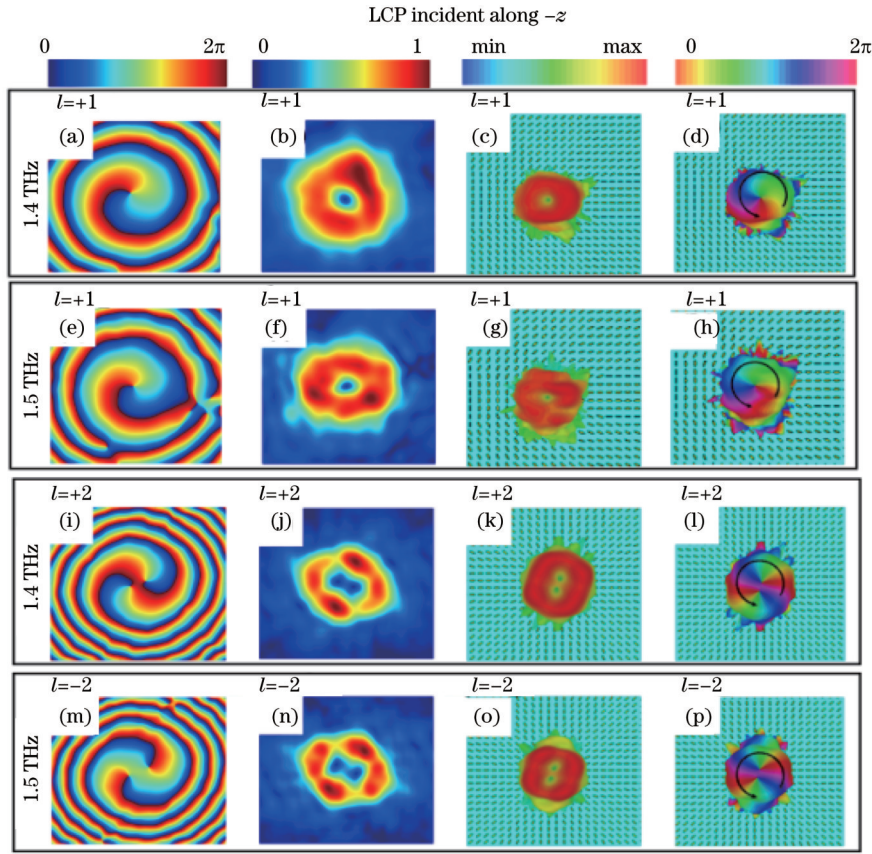 LCP incident along −z
0 2π 0 1 min max 0 2π
l=+1 l=+1 l=+1 l=+1
(a) (b) (c) (d)
1.4 THz
l=+1 l=+1 l=+1 l=+1
(e) (f) (g) (h)
1.5 THz
l=+2 l=+2 l=+2 l=+2
(i) (j) (k) (l)
1.4 THz
l=−2 l=−2 l=−2 l=−2
(m) (n) (o) (p)
1.5 THz